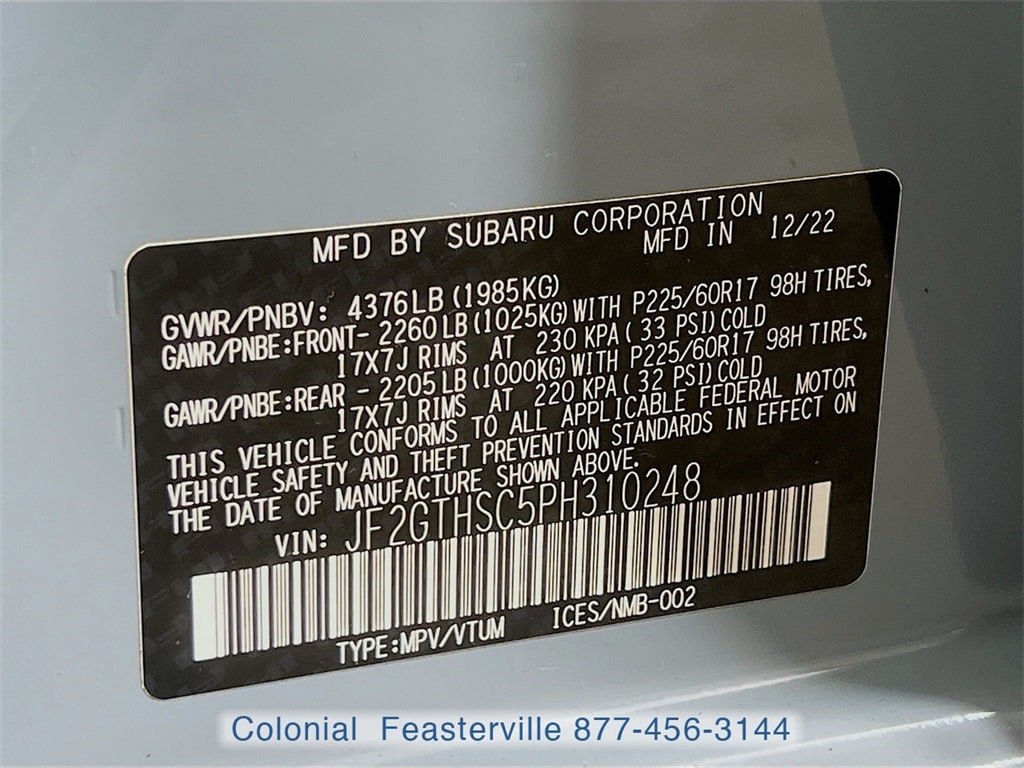 MFD BY SUBARU CORPORATION
MFD IN 12/22
GVWR/PNBV: 4376LB (1985KG)
GAWR/PNBE:FRONT- 2260LB (1025KG) WITH P225/60R17 98H TIRES,
17X7J RIMS AT 230 KPA ( 33 PSI) COLD
GAWR/PNBE:REAR - 2205LB (1000KG) WITH P225/60R17 98H TIRES,
17X7J RIMS AT 220 KPA ( 32 PSI) COLD
THIS VEHICLE CONFORMS TO ALL APPLICABLE FEDERAL MOTOR
VEHICLE SAFETY AND THEFT PREVENTION STANDARDS IN EFFECT ON
THE DATE OF MANUFACTURE SHOWN ABOVE.
VIN: JF2GTHSC5PH310248
TYPE:MPV/VTUM ICES/NMB-002
Colonial Feasterville 877-456-3144